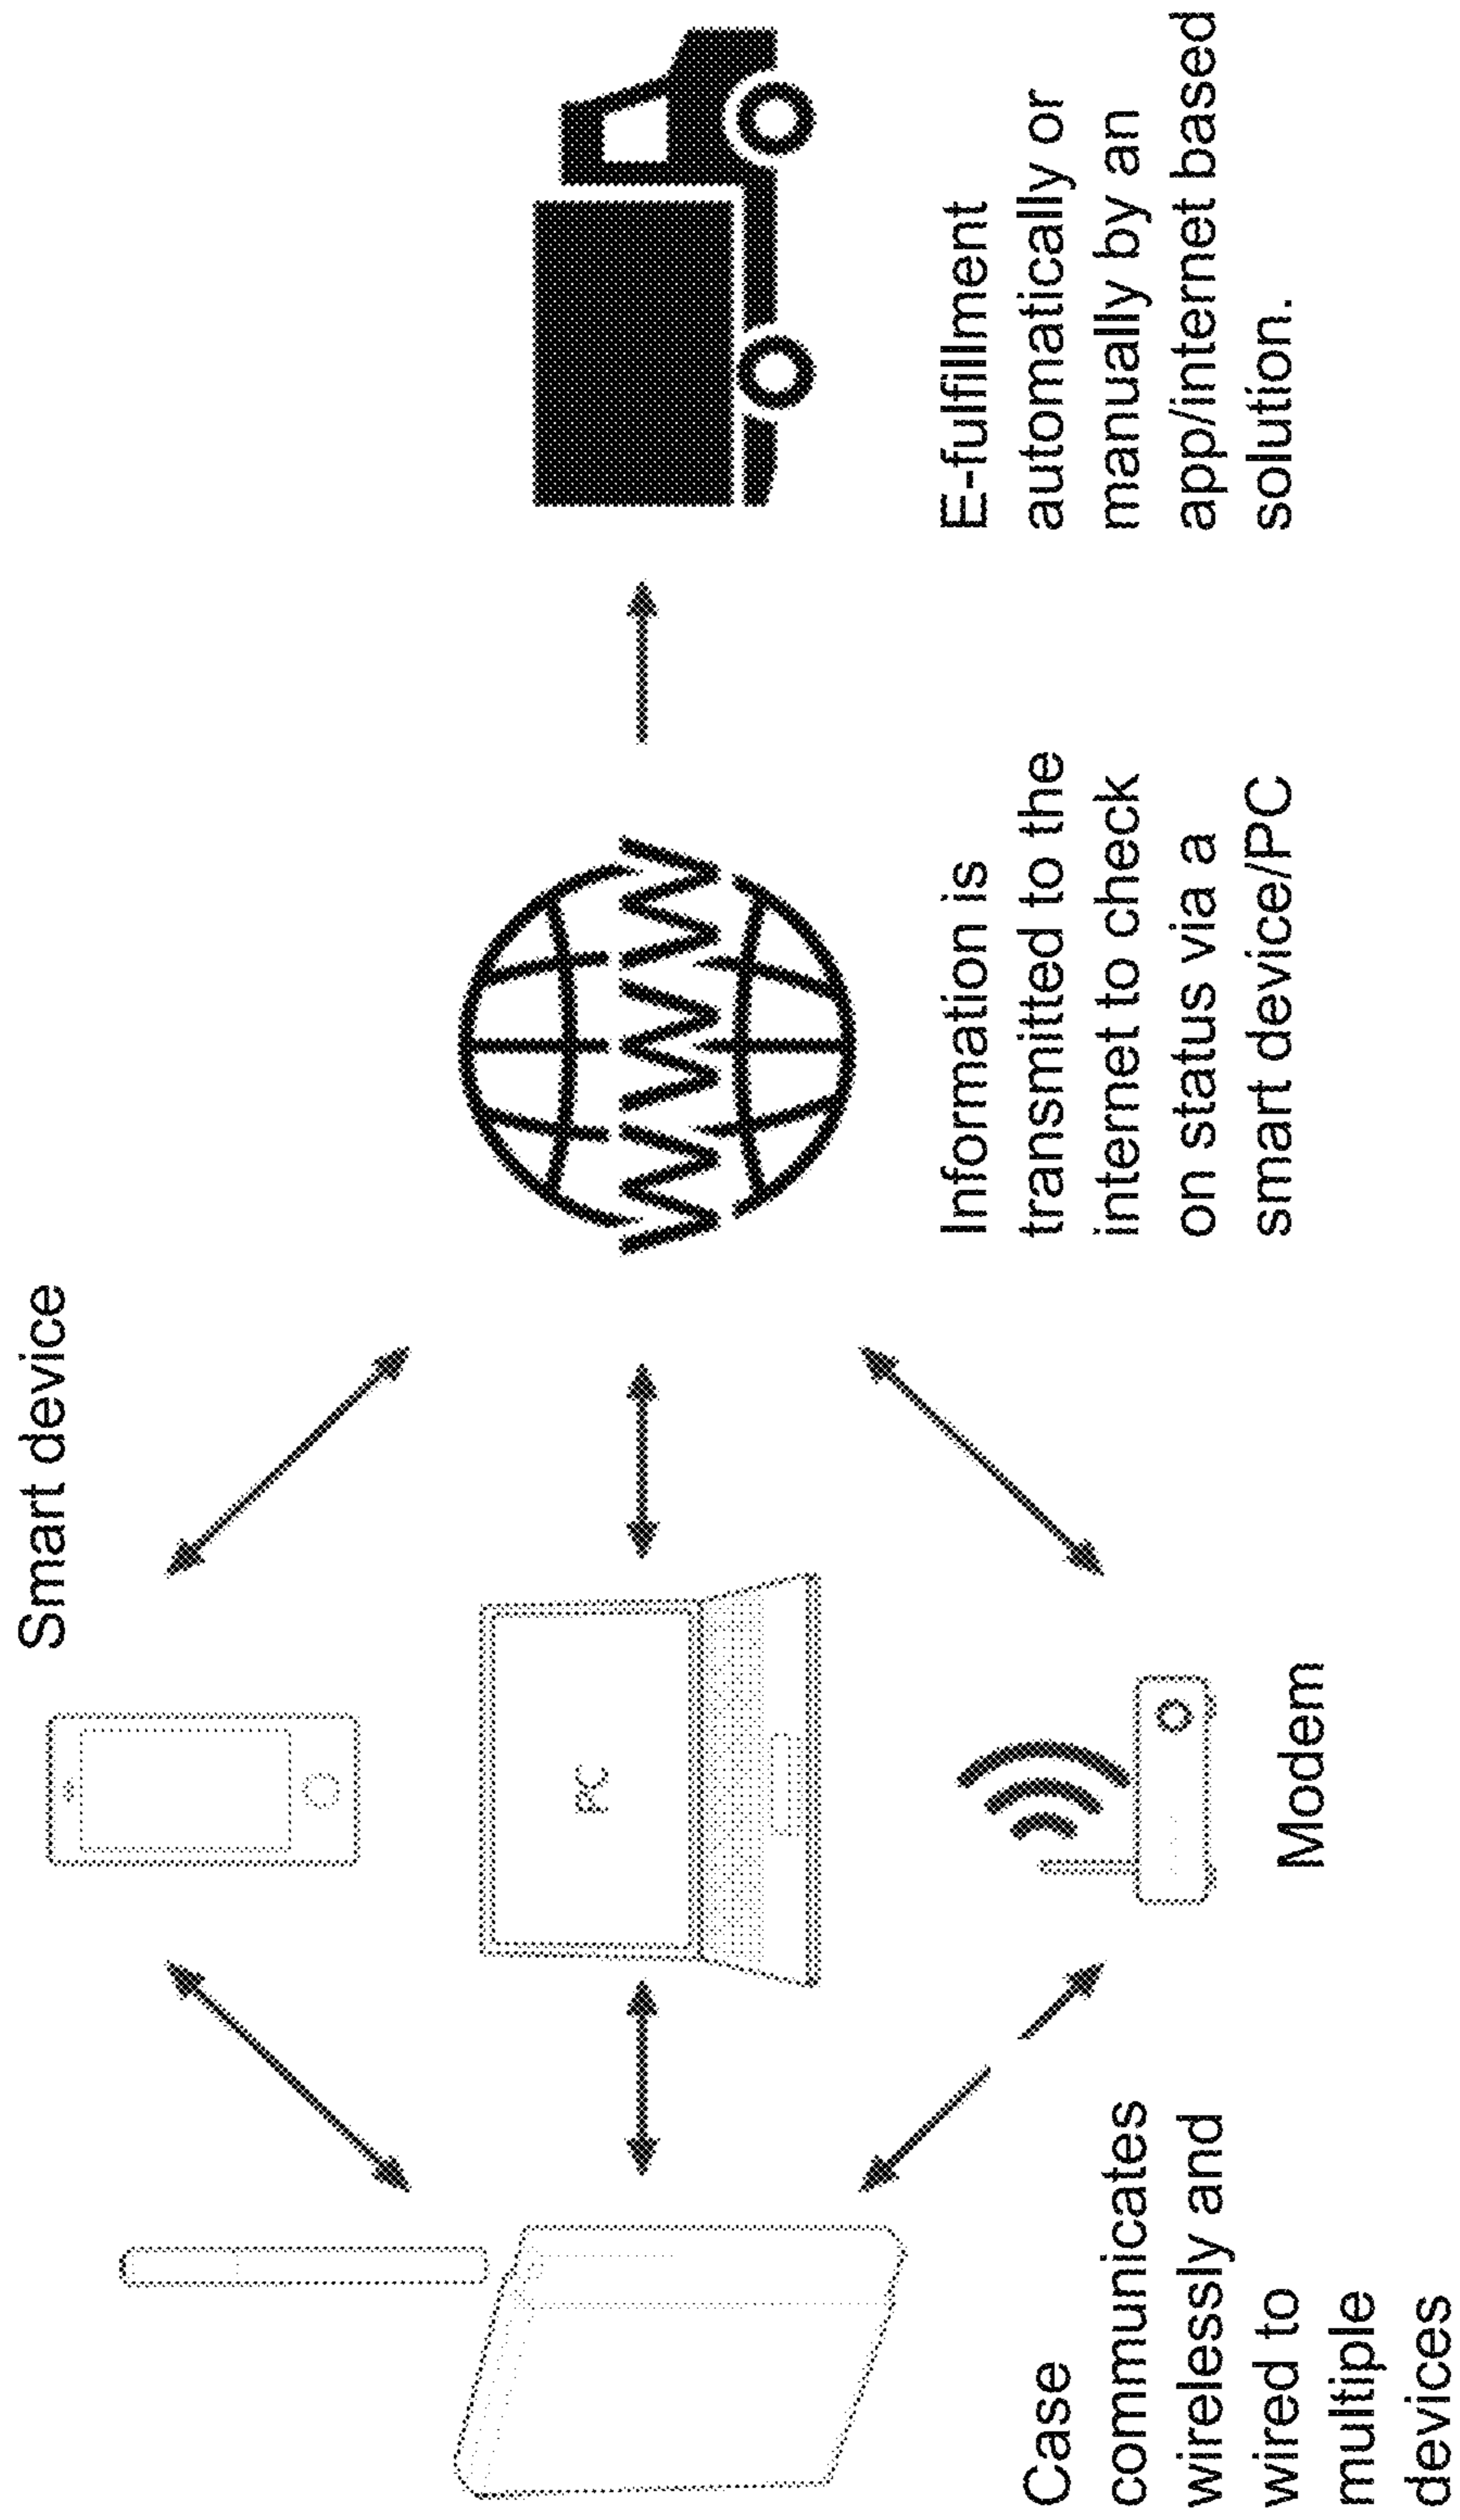 Smart device
PC
WWW
Modem
Case
communicates
wirelessly and
wired to
multiple
devices
Information is
transmitted to the
internet to check
on status via a
smart device/PC
E-fulfillment
automatically or
manually by an
app/internet based
solution.